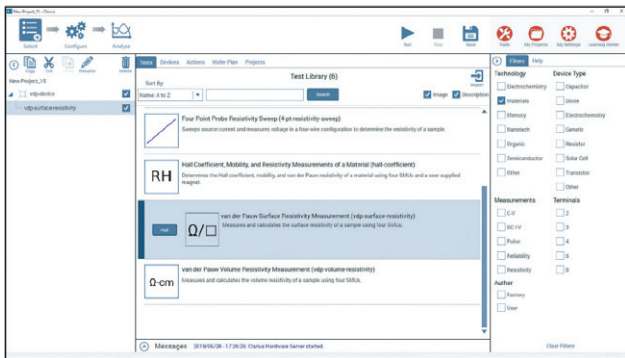 New Project_15 - Clarius
Select
Configure
Analyze
Run
Stop
Save
Tools
My Projects
My Settings
Learning Center
Copy
Cut
Paste
Rename
Delete
New Project_15
vdp-device
vdp-surface-resistivity
Tests Devices Actions Wafer Plan Projects
Test Library (6)
Sort By
Name: A to Z
Search
Image
Description
Import
Four Point Probe Resistivity Sweep (4-pt-resistivity-sweep)
Sweeps source current and measures voltage in a four-wire configuration to determine the resistivity of a sample.
RH
Hall Coefficient, Mobility, and Resistivity Measurements of a Material (hall-coefficient)
Determines the Hall coefficient, mobility, and van der Pauw resistivity of a material using four SMUs and a user supplied
magnet.
Add
Ω/□
van der Pauw Surface Resistivity Measurement (vdp-surface-resistivity)
Measures and calculates the surface resistivity of a sample using four SMUs.
Ω-cm
van der Pauw Volume Resistivity Measurement (vdp-volume-resistivity)
Measures and calculates the volume resistivity of a sample using four SMUs.
Messages 2019/05/28 - 17:26:26: Clarius Hardware Server started.
Filters Help
Technology
Electrochemistry
Materials
Memory
Nanotech
Organic
Semiconductor
Other
Device Type
Capacitor
Diode
Electrochemistry
Generic
Resistor
Solar Cell
Transistor
Other
Measurements
C-V
DC I-V
Pulse
Reliability
Resistivity
Terminals
2
3
4
6
8
Author
Factory
User
Clear Filters